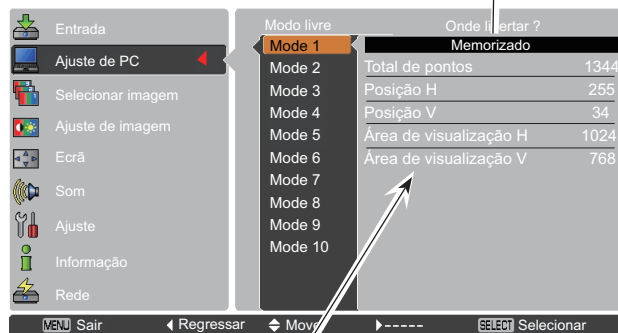 Entrada
Ajuste de PC
Selecionar imagem
Ajuste de imagem
Ecrã
Som
Ajuste
Informação
Rede
Modo livre
Mode 1
Mode 2
Mode 3
Mode 4
Mode 5
Mode 6
Mode 7
Mode 8
Mode 9
Mode 10
Onde libertar ?
Memorizado
Total de pontos 1344
Posição H 255
Posição V 34
Área de visualização H 1024
Área de visualização V 768
MENU Sair Regressar Mover ----- SELECT Selecionar